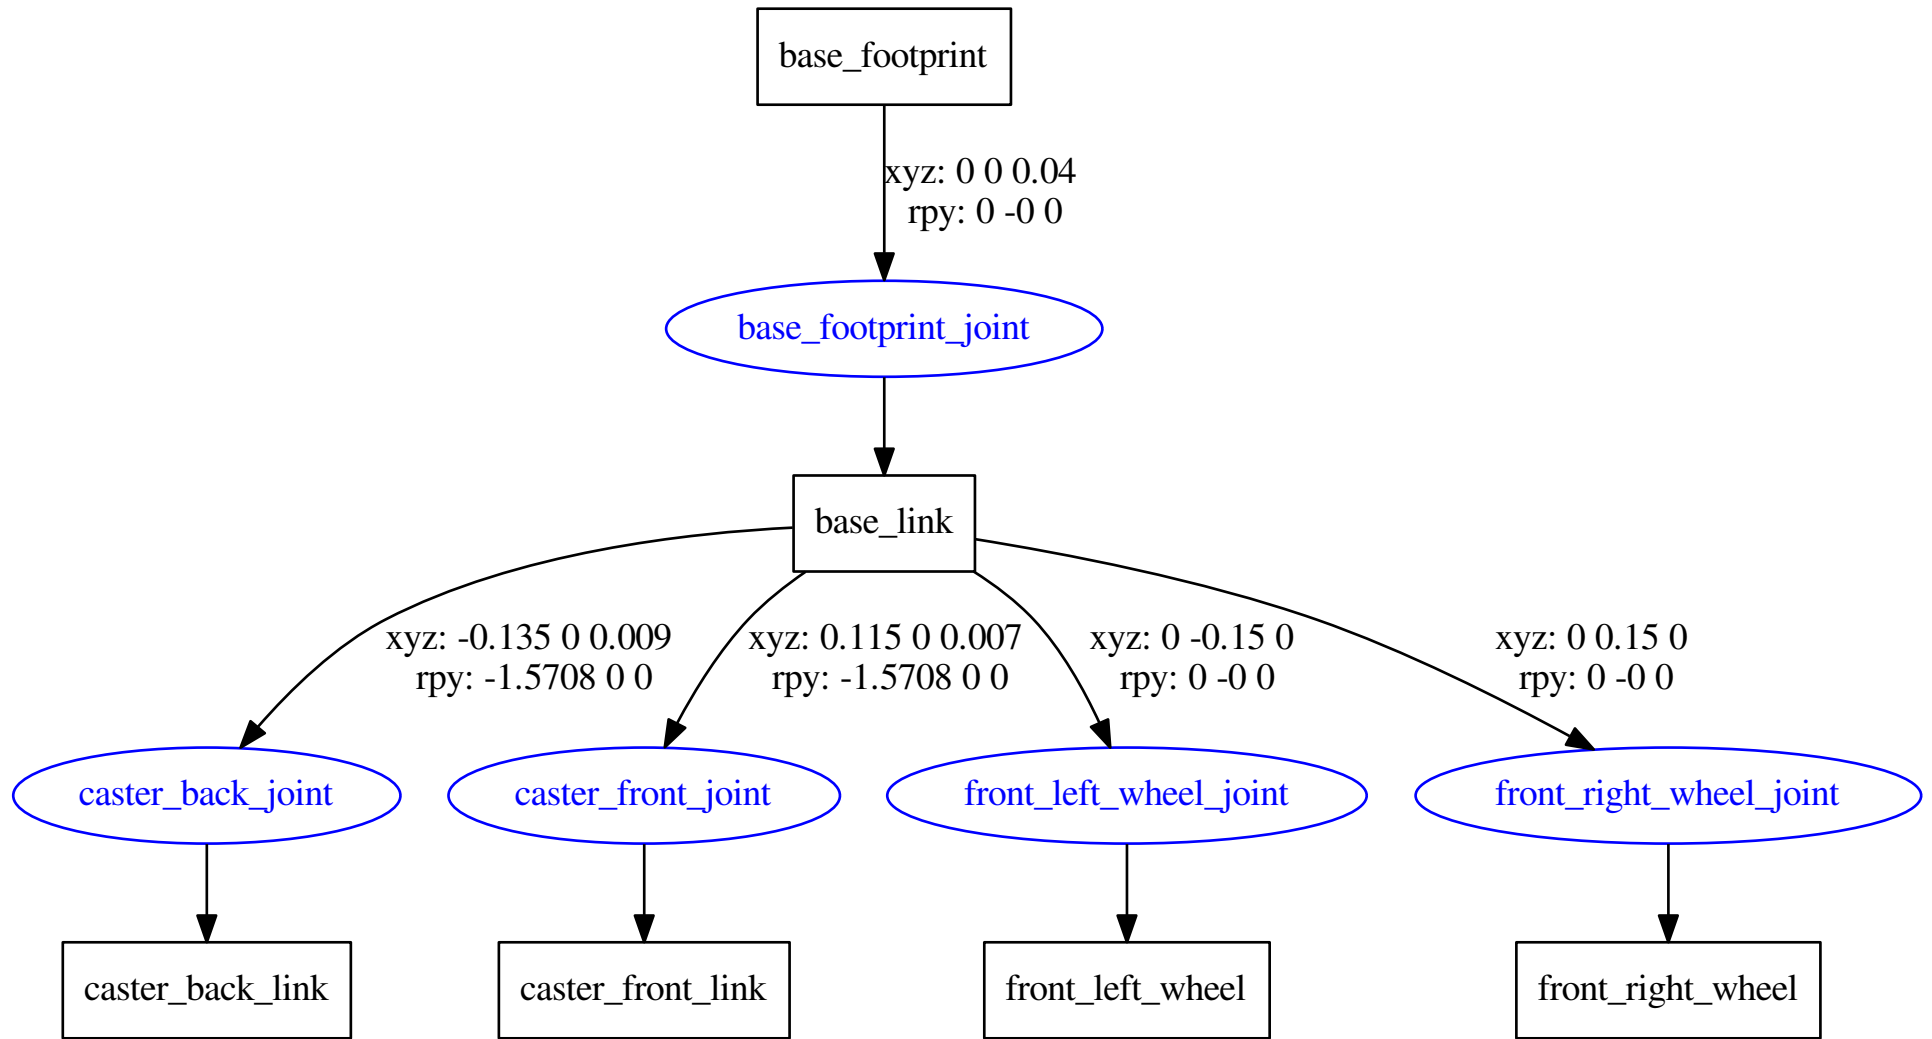 base_footprint
xyz: 0 0 0.04
rpy: 0 -0 0
base_footprint_joint
base_link
xyz: -0.135 0 0.009
rpy: -1.5708 0 0
xyz: 0.115 0 0.007
rpy: -1.5708 0 0
xyz: 0 -0.15 0
rpy: 0 -0 0
xyz: 0 0.15 0
rpy: 0 -0 0
caster_back_joint
caster_front_joint
front_left_wheel_joint
front_right_wheel_joint
caster_back_link
caster_front_link
front_left_wheel
front_right_wheel